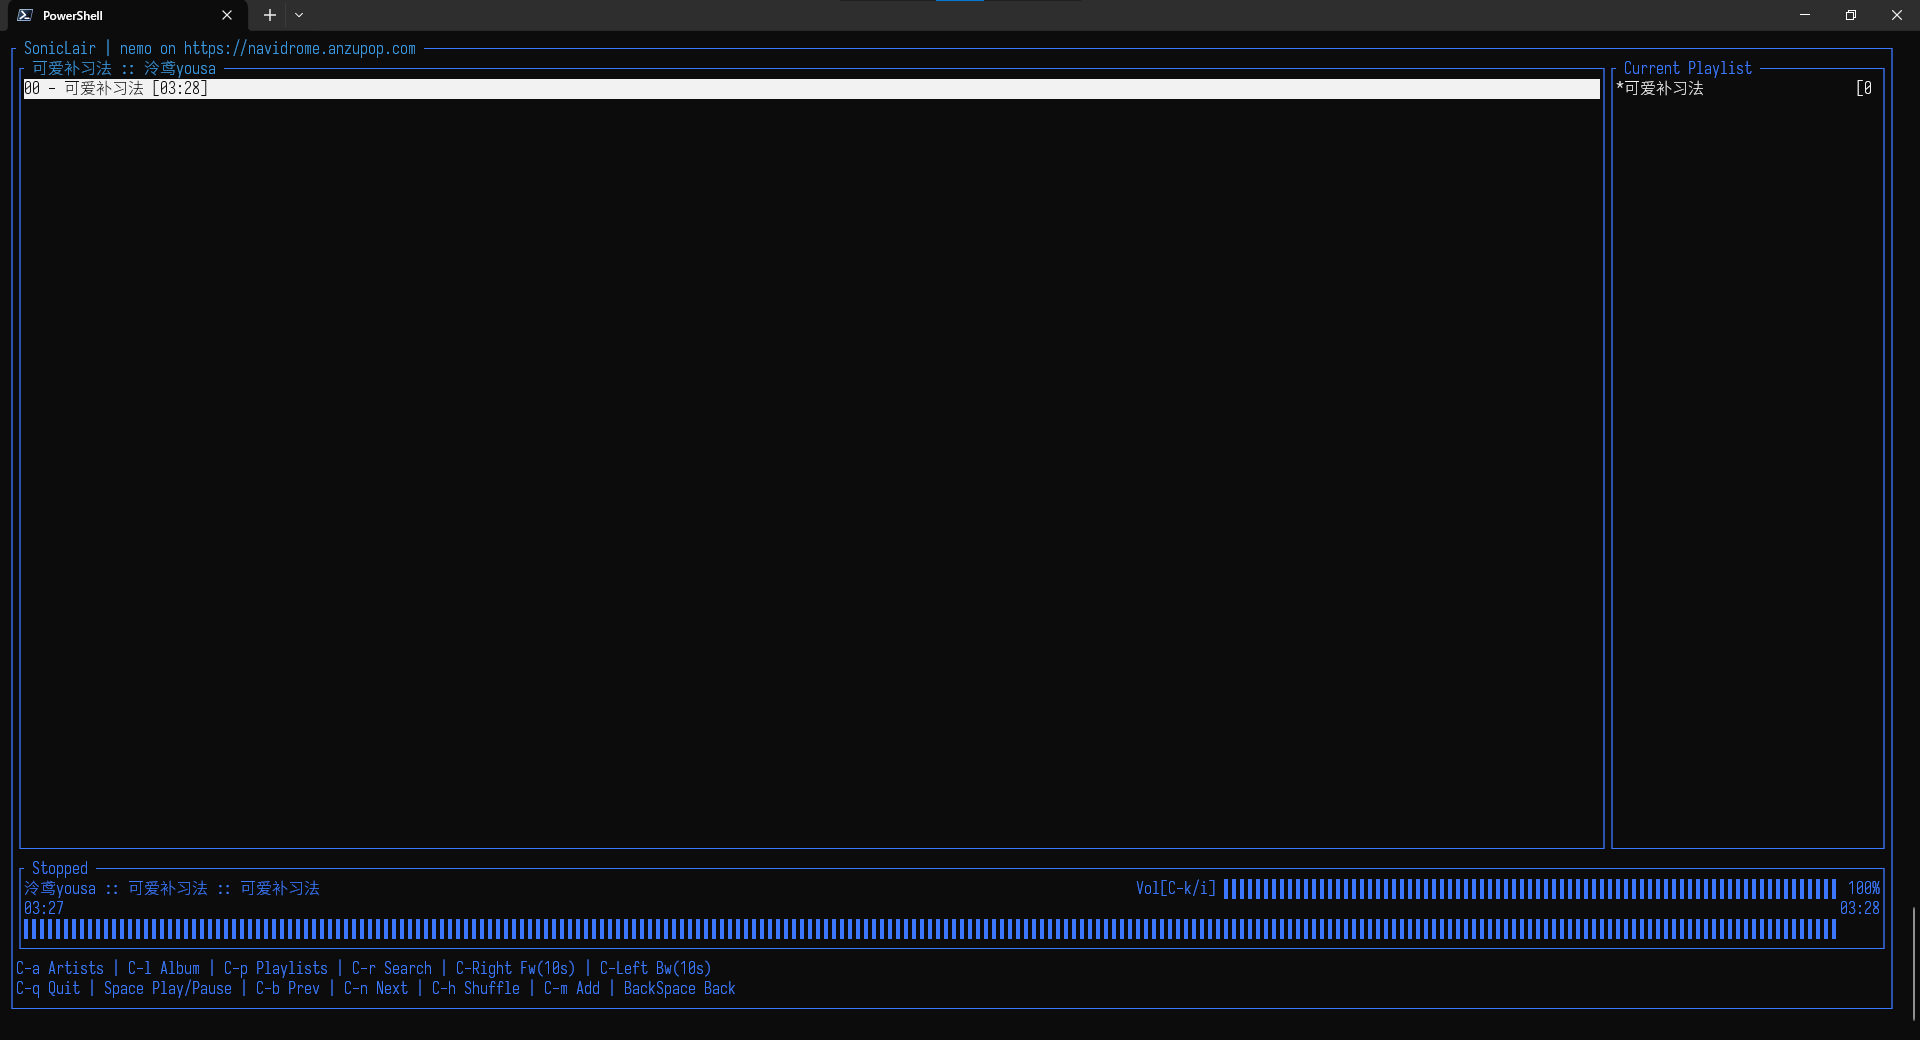 PowerShell
SonicLair | nemo on https://navidrome.anzupop.com
可爱补习法 :: 泠鸢yousa
00 - 可爱补习法 [03:28]
Current Playlist
*可爱补习法 [0
Stopped
泠鸢yousa :: 可爱补习法 :: 可爱补习法
Vol[C-k/i] 100%
03:27 03:28
C-a Artists | C-l Album | C-p Playlists | C-r Search | C-Right Fw(10s) | C-Left Bw(10s)
C-q Quit | Space Play/Pause | C-b Prev | C-n Next | C-h Shuffle | C-m Add | BackSpace Back